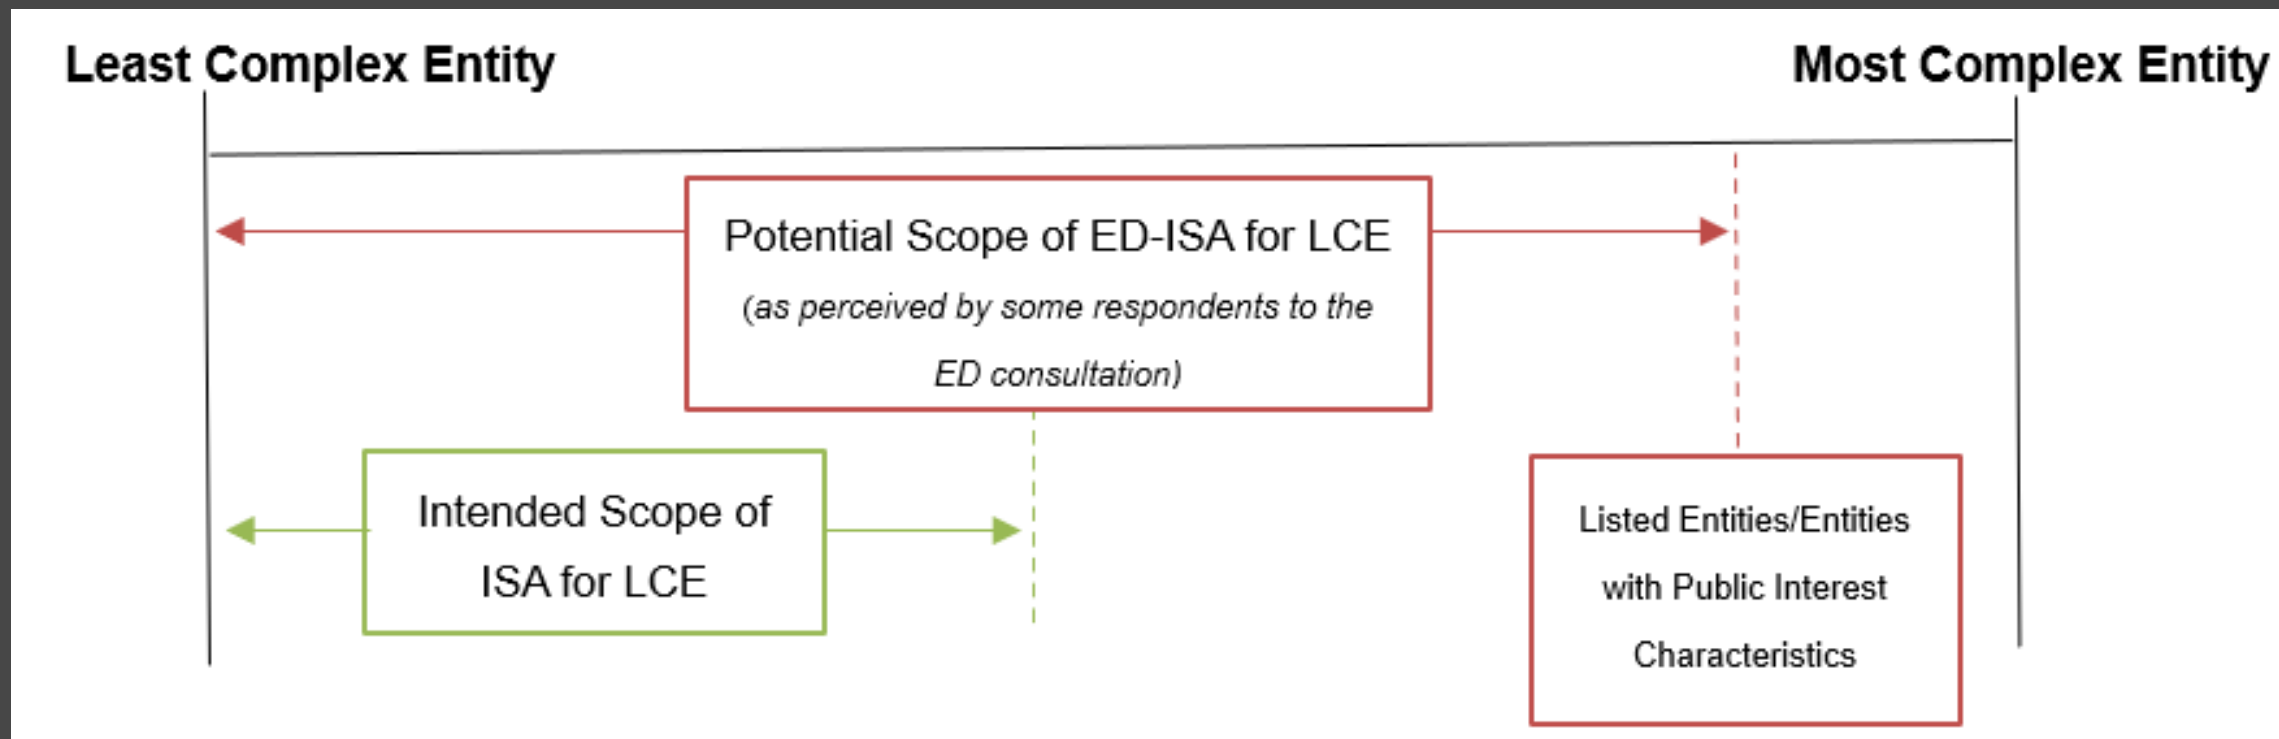 Least Complex Entity
Most Complex Entity
Potential Scope of ED-ISA for LCE
(as perceived by some respondents to the
ED consultation)
Intended Scope of
ISA for LCE
Listed Entities/Entities
with Public Interest
Characteristics